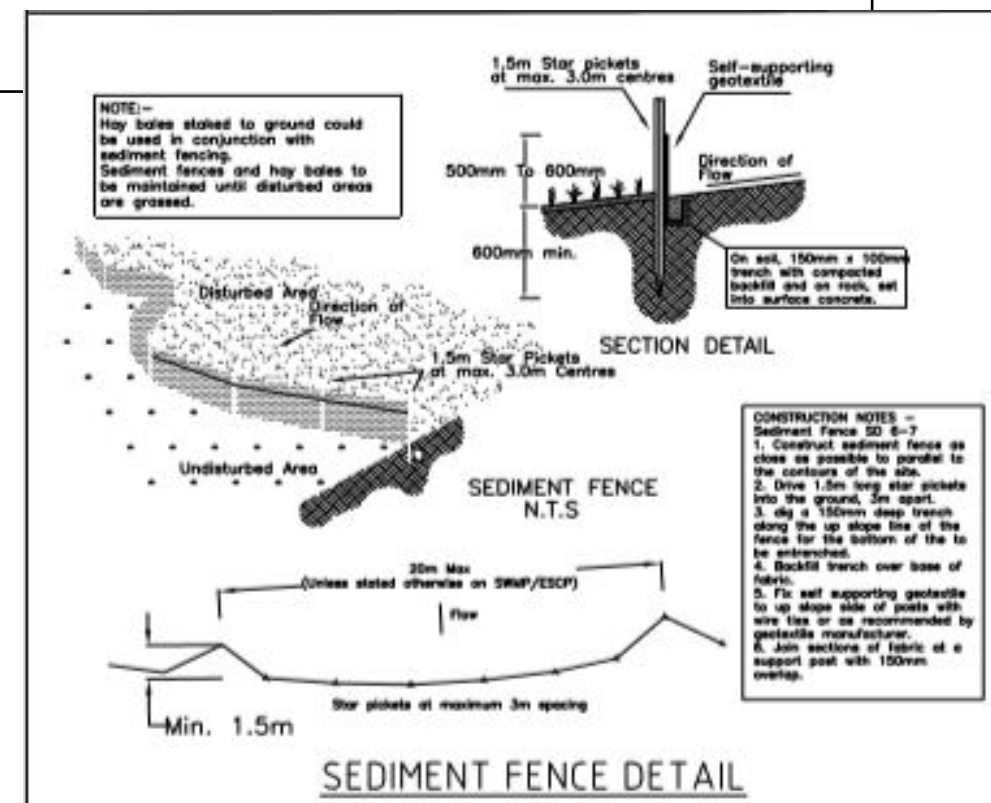 NOTE:-
Hay bales staked to ground could
be used in conjunction with
sediment fencing.
Sediment fences and hay bales to
be maintained until disturbed areas
are grassed.
1.5m Star pickets
at max. 3.0m centres
Self-supporting
geotextile
500mm To 600mm
Direction of
Flow
600mm min.
On soil, 150mm x 100mm
trench with compacted
backfill and on rock, set
into surface concrete.
SECTION DETAIL
Disturbed Area
Direction of
Flow
1.5m Star Pickets
at max. 3.0m Centres
Undisturbed Area
SEDIMENT FENCE
N.T.S
CONSTRUCTION NOTES -
Sediment Fence SD 6-7
1. Construct sediment fence as
close as possible to parallel to
the contours of the site.
2. Drive 1.5m long star pickets
into the ground, 3m apart.
3. dig a 150mm deep trench
along the up slope line of the
fence for the bottom of the to
be entrenched.
4. Backfill trench over base of
fabric.
5. Fix self supporting geotextile
to up slope side of posts with
wire ties or as recommended by
geotextile manufacturer.
6. Join sections of fabric at a
support post with 150mm
overlap.
20m Max
(Unless stated otherwise on SWMP/ESCP)
Flow
Star pickets at maximum 3m spacing
Min. 1.5m
SEDIMENT FENCE DETAIL